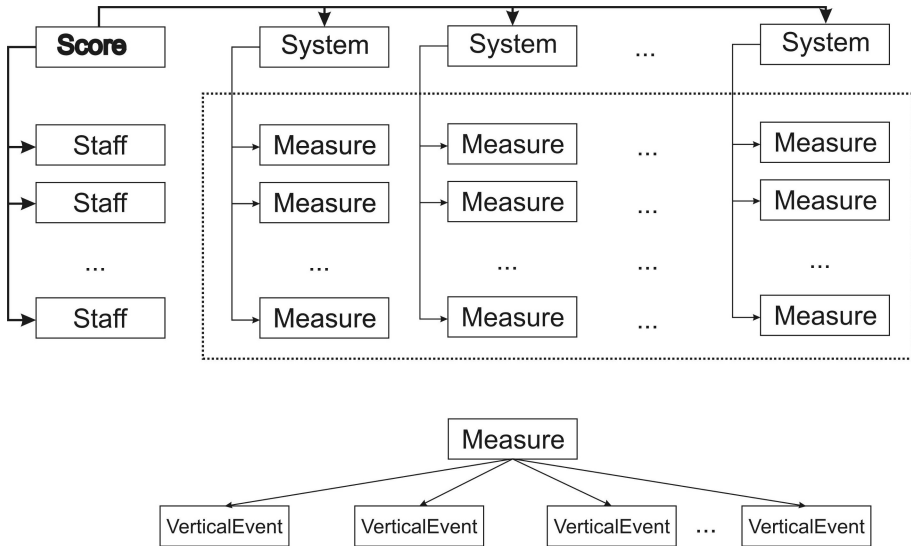 Score System System ... System
Staff Measure Measure ... Measure
Staff Measure Measure ... Measure
... ... ... ... ...
Staff Measure Measure ... Measure
Measure
VerticalEvent VerticalEvent VerticalEvent ... VerticalEvent